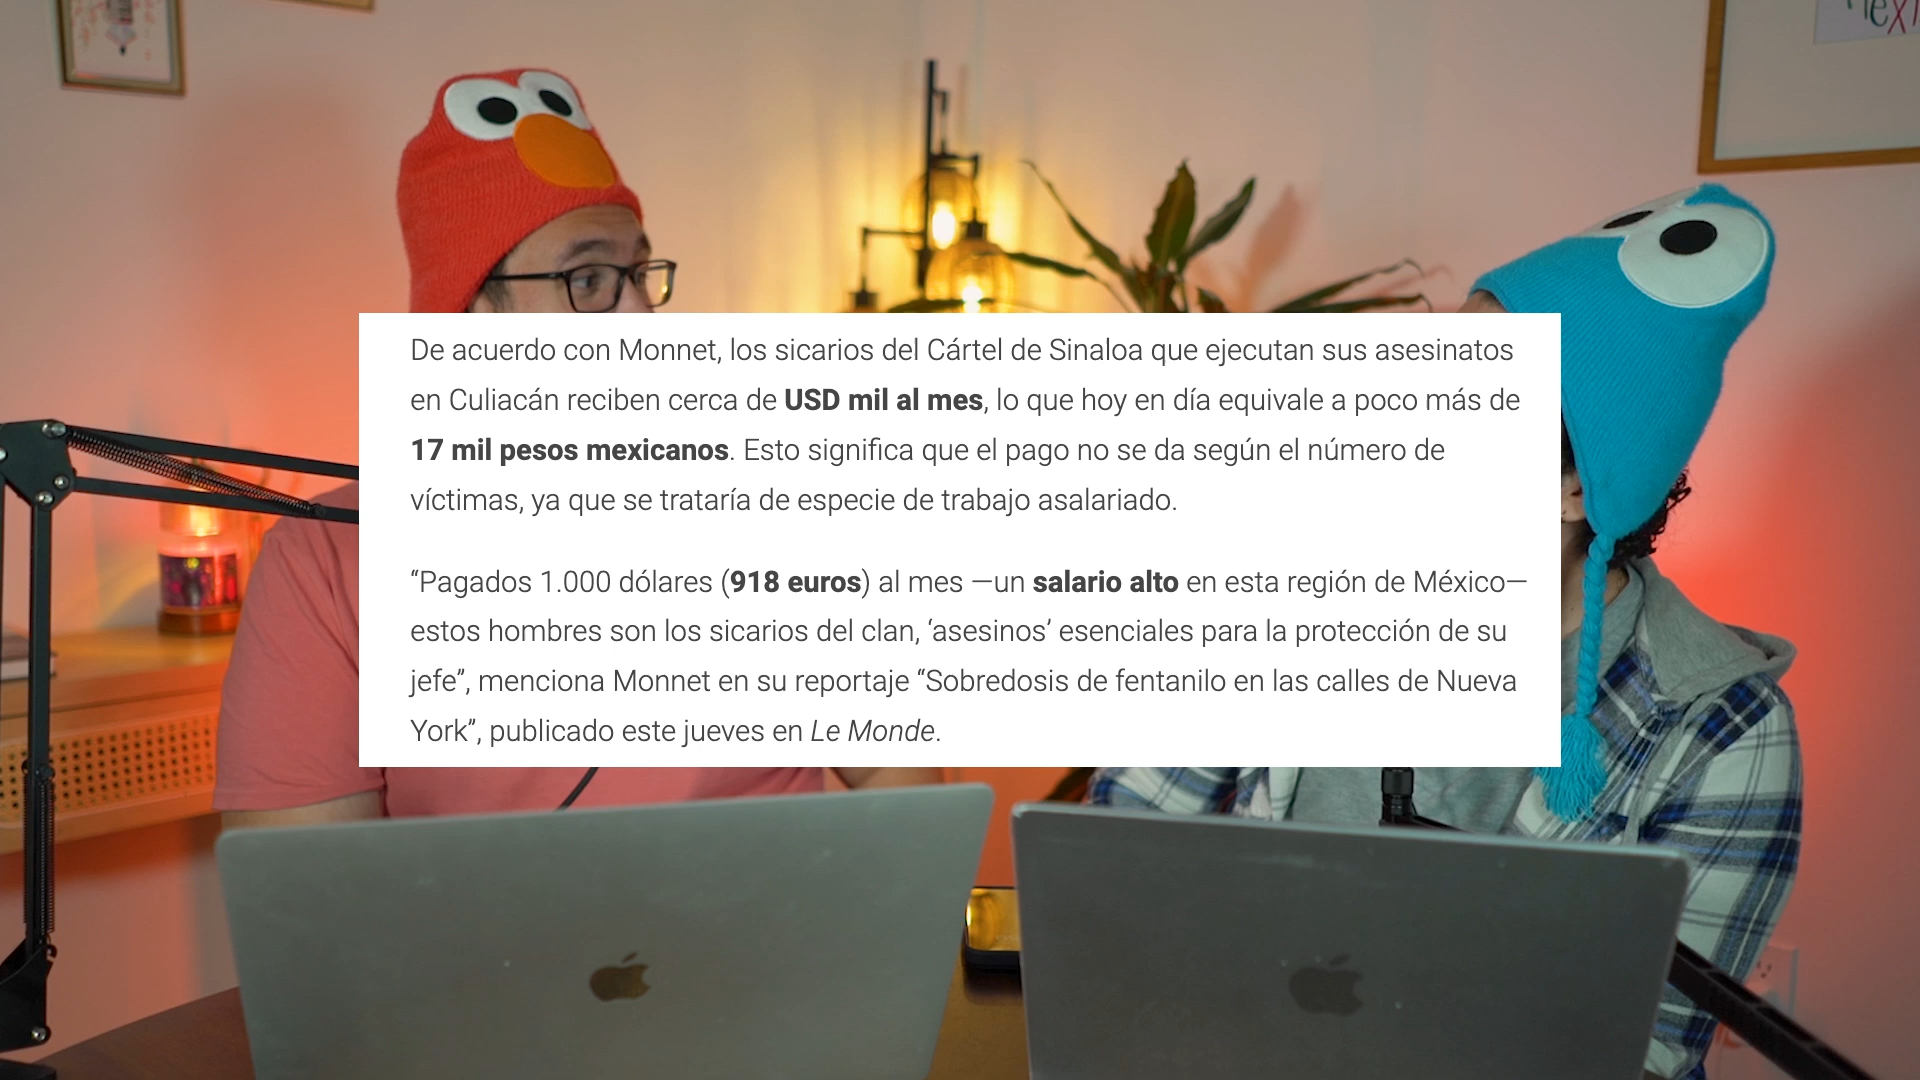 De acuerdo con Monnet, los sicarios del Cártel de Sinaloa que ejecutan sus asesinatos
en Culiacán reciben cerca de USD mil al mes, lo que hoy en día equivale a poco más de
17 mil pesos mexicanos. Esto significa que el pago no se da según el número de
víctimas, ya que se trataría de especie de trabajo asalariado.
“Pagados 1.000 dólares (918 euros) al mes —un salario alto en esta región de México—
estos hombres son los sicarios del clan, ‘asesinos’ esenciales para la protección de su
jefe”, menciona Monnet en su reportaje “Sobredosis de fentanilo en las calles de Nueva
York”, publicado este jueves en Le Monde.